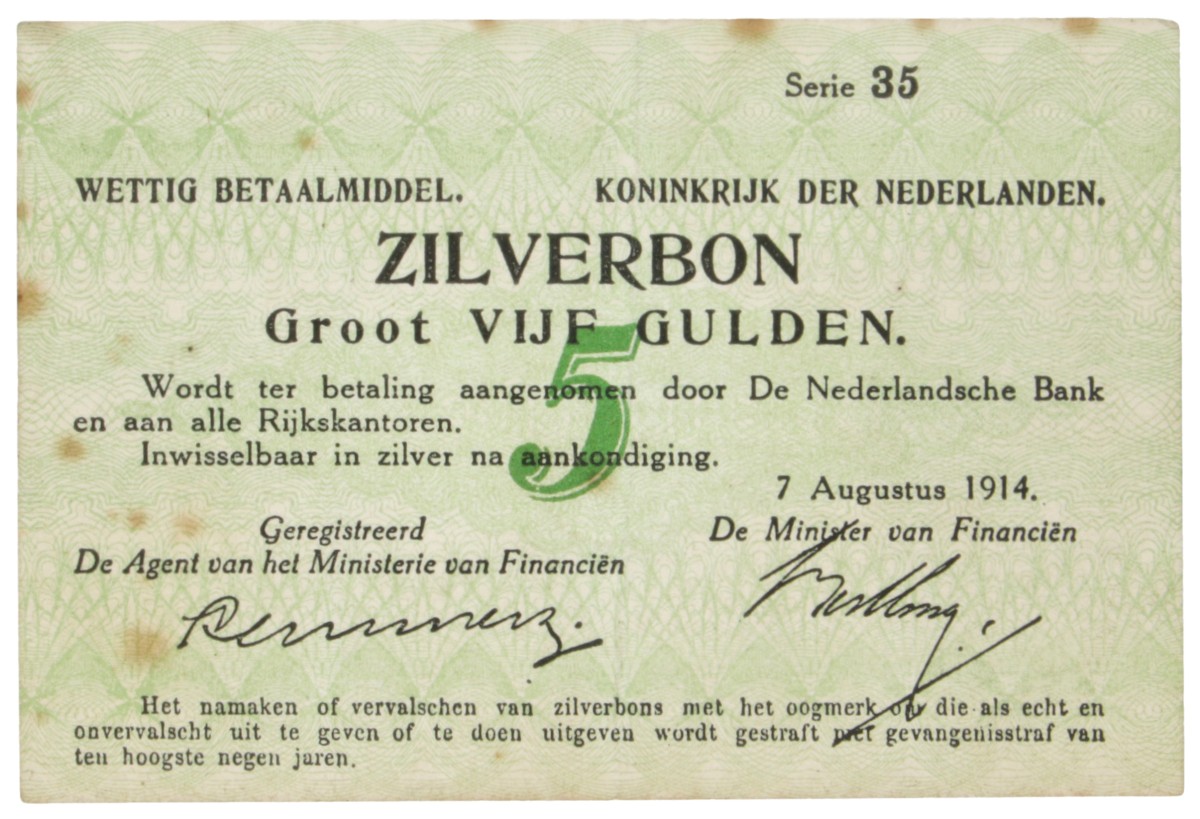 Serie 35
WETTIG BETAALMIDDEL. KONINKRIJK DER NEDERLANDEN.
ZILVERBON
Groot VIJF GULDEN.
5
Wordt ter betaling aangenomen door De Nederlandsche Bank
en aan alle Rijkskantoren.
Inwisselbaar in zilver na aankondiging.
7 Augustus 1914.
Geregistreerd
De Agent van het Ministerie van Financiën
De Minister van Financiën
Het namaken of vervalschen van zilverbons met het oogmerk om die als echt en
onvervalscht uit te geven of te doen uitgeven wordt gestraft met gevangenisstraf van
ten hoogste negen jaren.